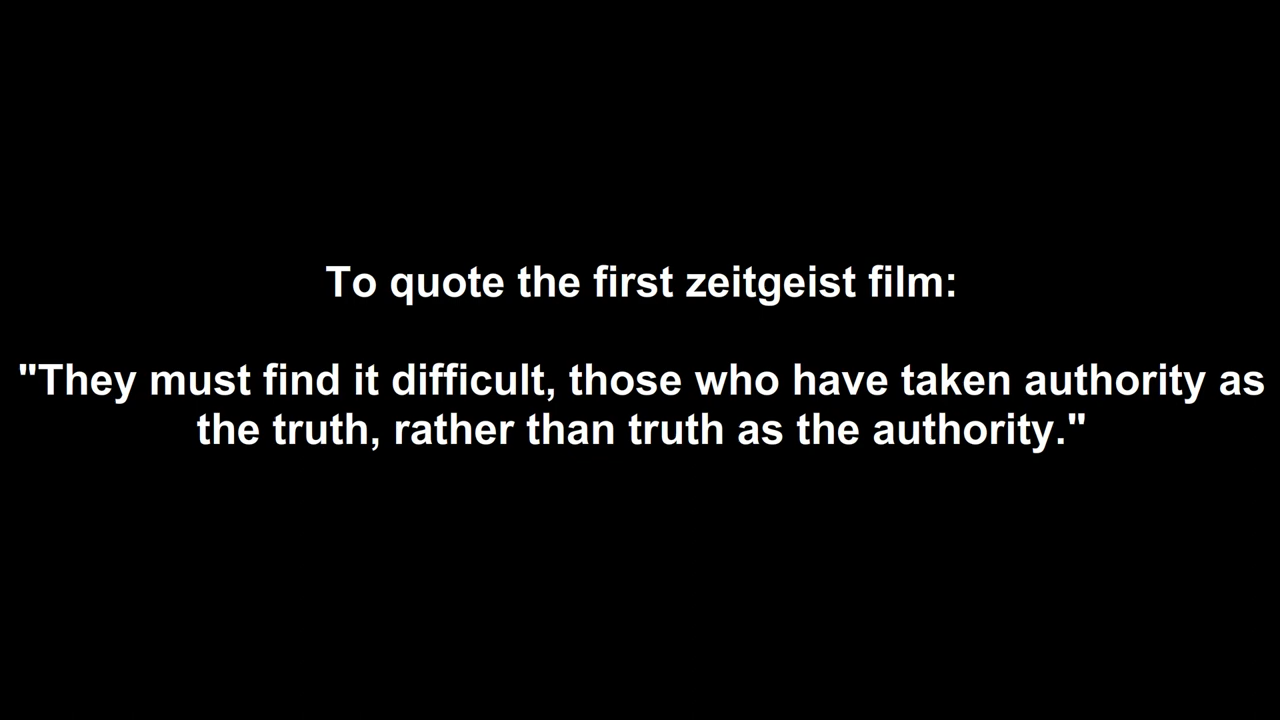 To quote the first zeitgeist film:
"They must find it difficult, those who have taken authority as
the truth, rather than truth as the authority."